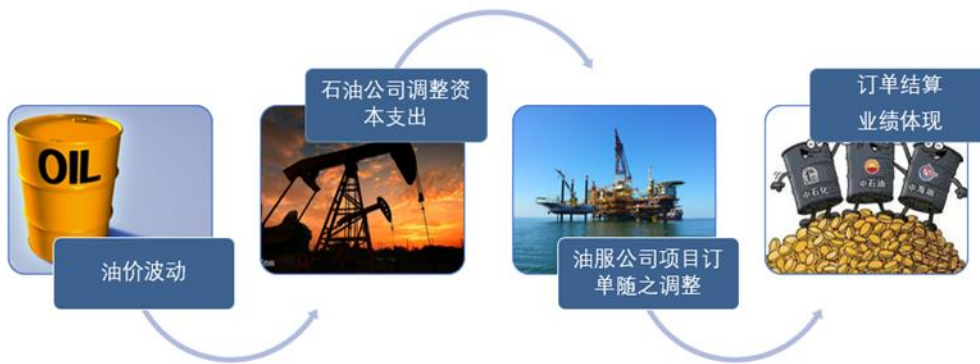 OIL
油价波动
石油公司调整资
本支出
油服公司项目订
单随之调整
订单结算
业绩体现
中石化
中石油
中海油